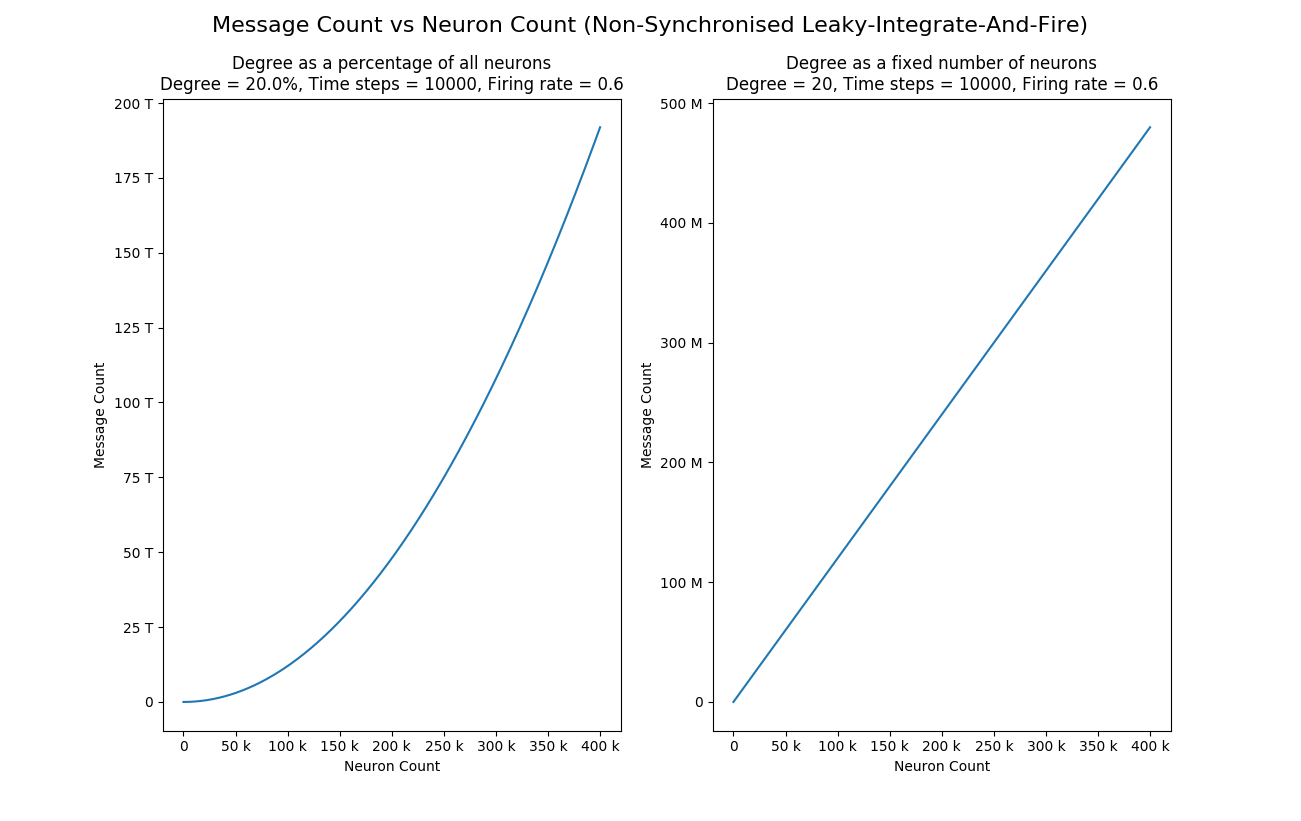 Message Count vs Neuron Count (Non-Synchronised Leaky-Integrate-And-Fire)
Degree as a percentage of all neurons
Degree = 20.0%, Time steps = 10000, Firing rate = 0.6
200 T
175 T
150 T
125 T
100 T
75 T
50 T
25 T
0
Message Count
0 50 k 100 k 150 k 200 k 250 k 300 k 350 k 400 k
Neuron Count
Degree as a fixed number of neurons
Degree = 20, Time steps = 10000, Firing rate = 0.6
500 M
400 M
300 M
200 M
100 M
0
Message Count
0 50 k 100 k 150 k 200 k 250 k 300 k 350 k 400 k
Neuron Count